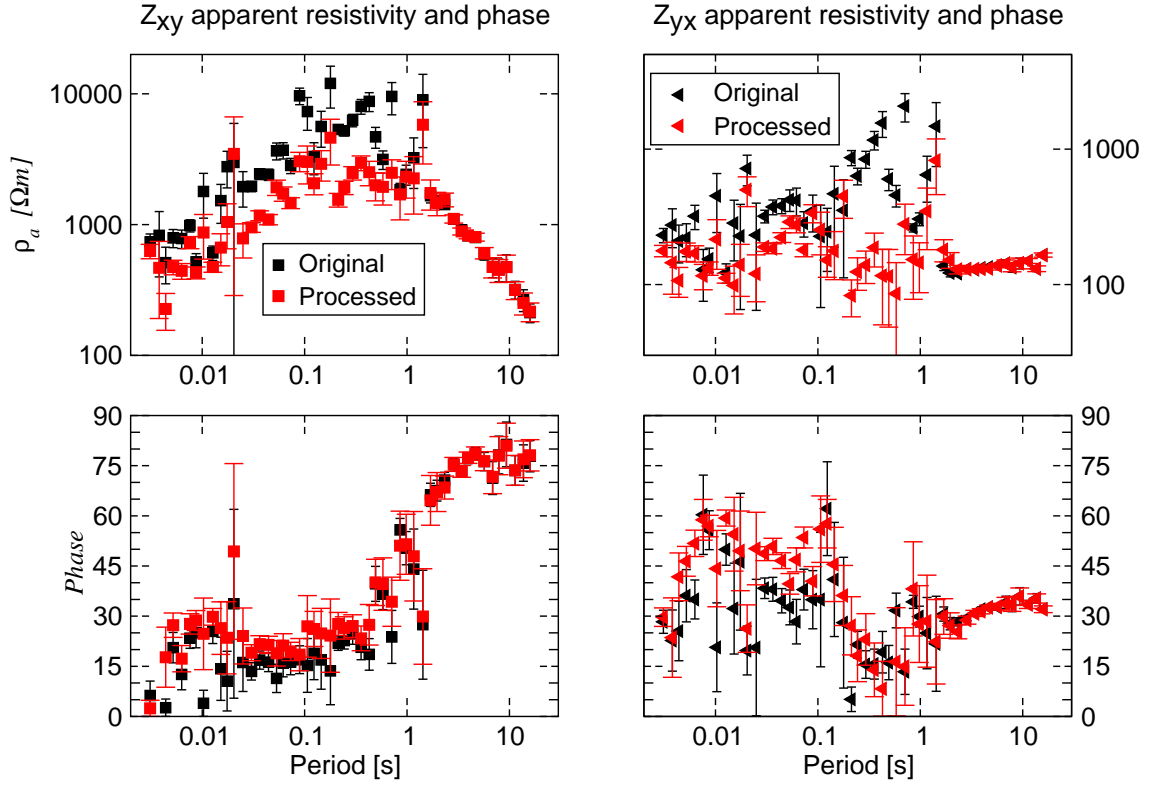 Z_xy apparent resistivity and phase
Z_yx apparent resistivity and phase
10000
1000
100
ρ_a [Ωm]
Original
Processed
0.01 0.1 1 10
Original
Processed
1000
100
0.01 0.1 1 10
90
75
60
45
30
15
0
Phase
0.01 0.1 1 10
Period [s]
90
75
60
45
30
15
0
0.01 0.1 1 10
Period [s]